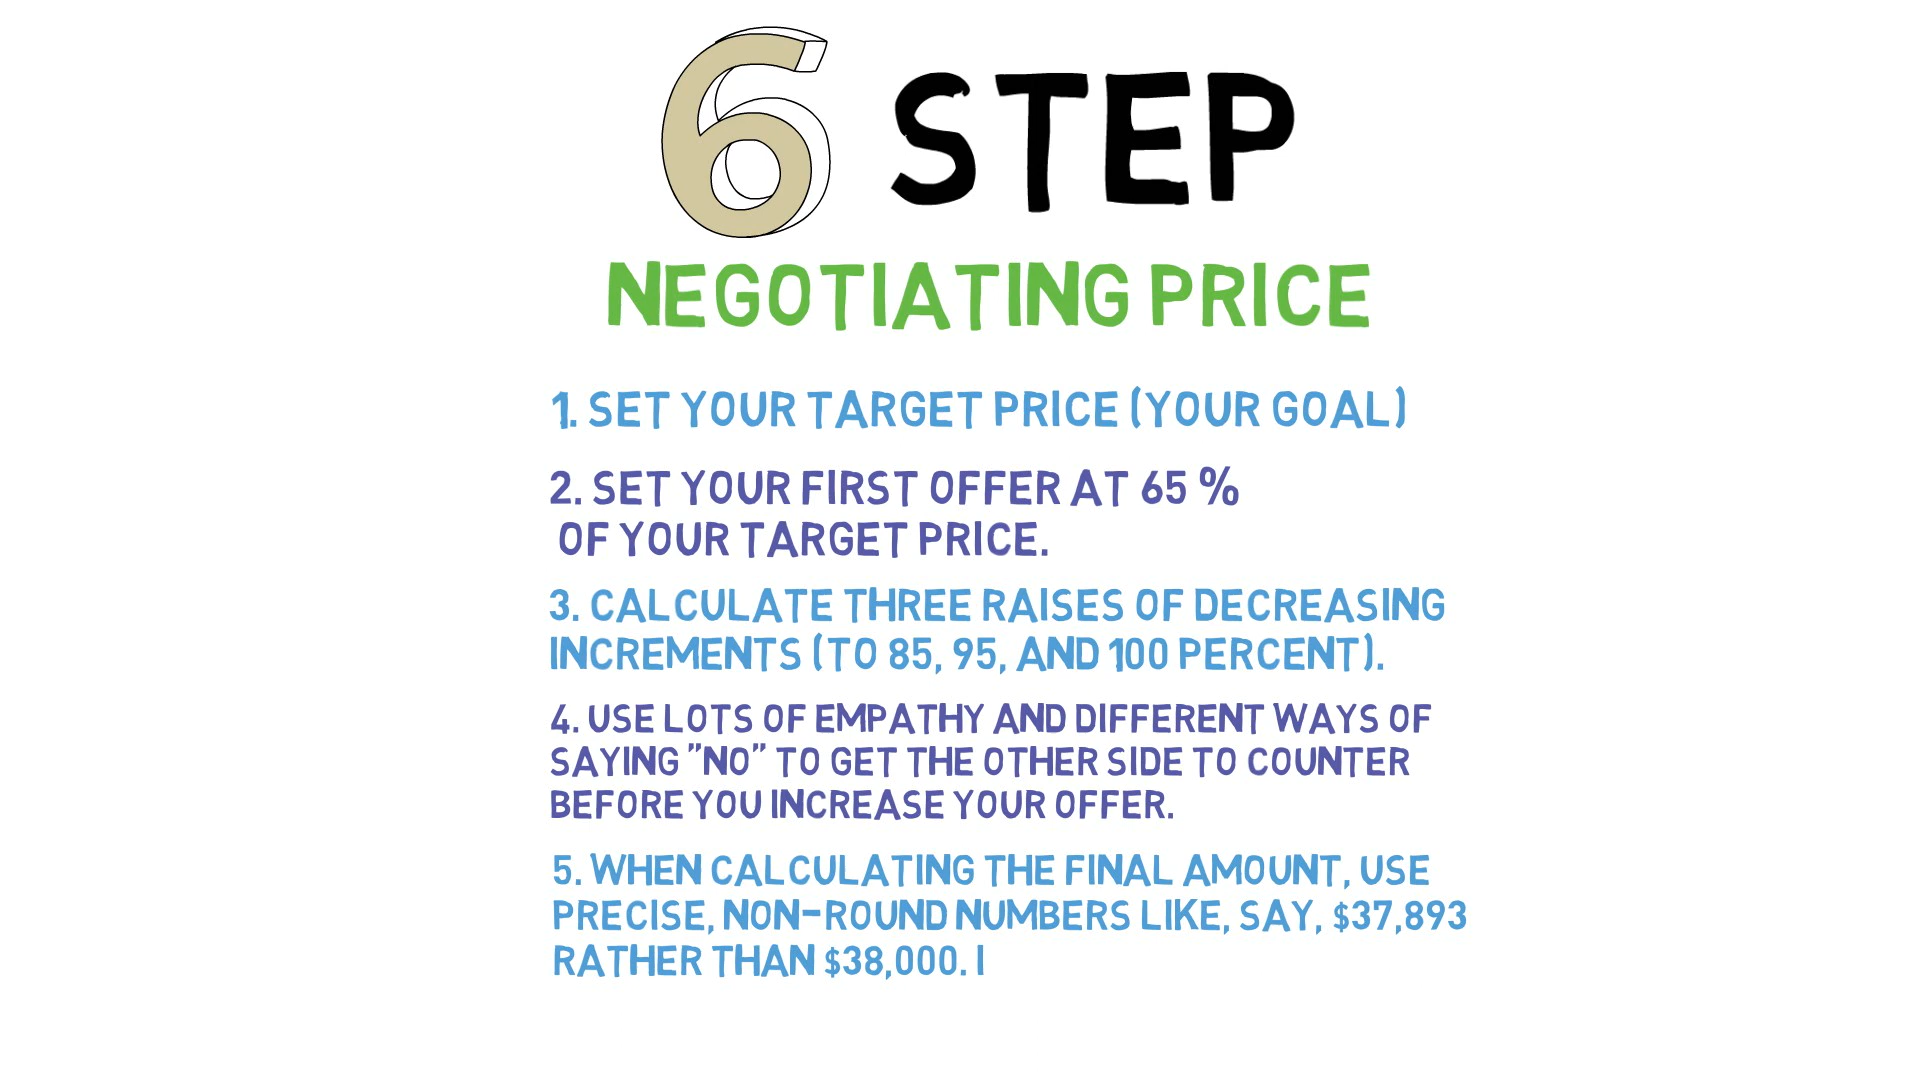 6 STEP
NEGOTIATING PRICE
1. SET YOUR TARGET PRICE (YOUR GOAL)
2. SET YOUR FIRST OFFER AT 65 %
OF YOUR TARGET PRICE.
3. CALCULATE THREE RAISES OF DECREASING
INCREMENTS (TO 85, 95, AND 100 PERCENT).
4. USE LOTS OF EMPATHY AND DIFFERENT WAYS OF
SAYING "NO" TO GET THE OTHER SIDE TO COUNTER
BEFORE YOU INCREASE YOUR OFFER.
5. WHEN CALCULATING THE FINAL AMOUNT, USE
PRECISE, NON-ROUND NUMBERS LIKE, SAY, $37,893
RATHER THAN $38,000. I